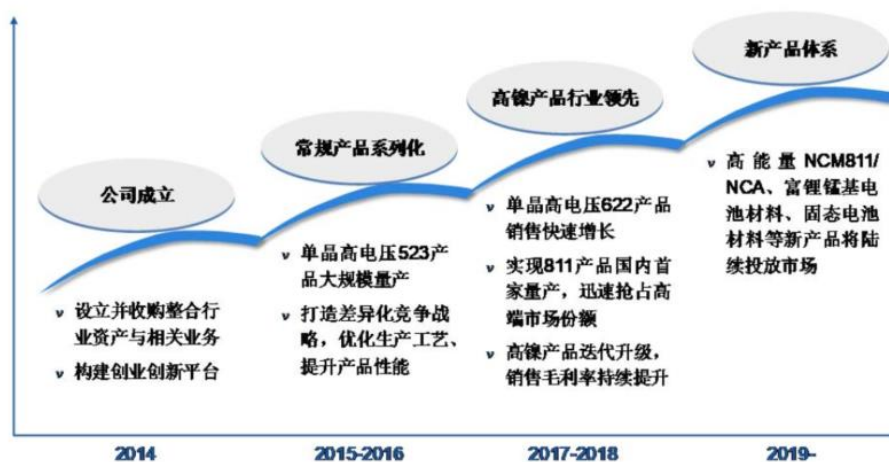 公司成立
v 设立并收购整合行
业资产与相关业务
v 构建创业创新平台
2014
常规产品系列化
v 单晶高电压523产
品大规模量产
v 打造差异化竞争战
略，优化生产工艺、
提升产品性能
2015-2016
高镍产品行业领先
v 单晶高电压622产品
销售快速增长
v 实现811产品国内首
家量产，迅速抢占高
端市场份额
v 高镍产品迭代升级，
销售毛利率持续提升
2017-2018
新产品体系
v 高能量NCM811/
NCA、富锂锰基电
池材料、固态电池
材料等新产品将陆
续投放市场
2019-